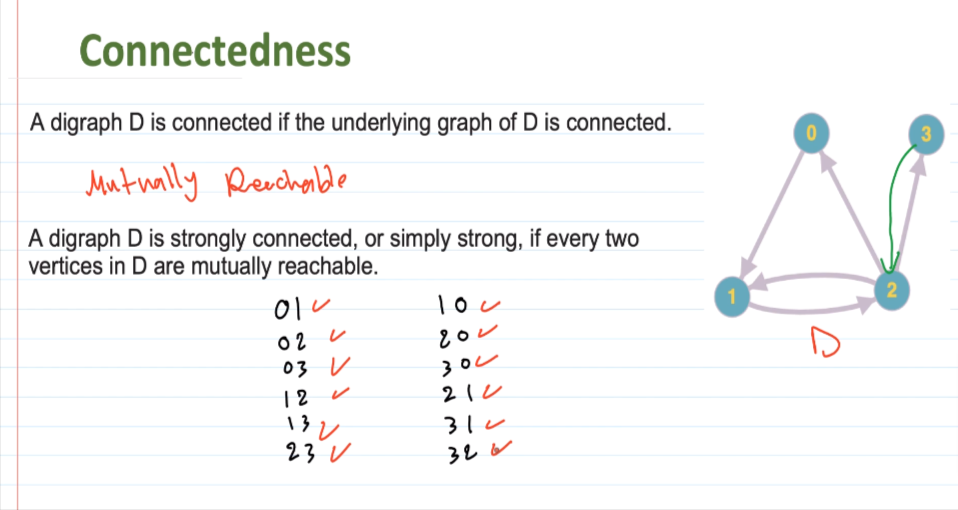 Connectedness
A digraph D is connected if the underlying graph of D is connected.
Mutually Reachable
A digraph D is strongly connected, or simply strong, if every two
vertices in D are mutually reachable.
01 ✓ 10 ✓
02 ✓ 20 ✓
03 ✓ 30 ✓
12 ✓ 21 ✓
13 ✓ 31 ✓
23 ✓ 32 ✓
0 3
1 2
D